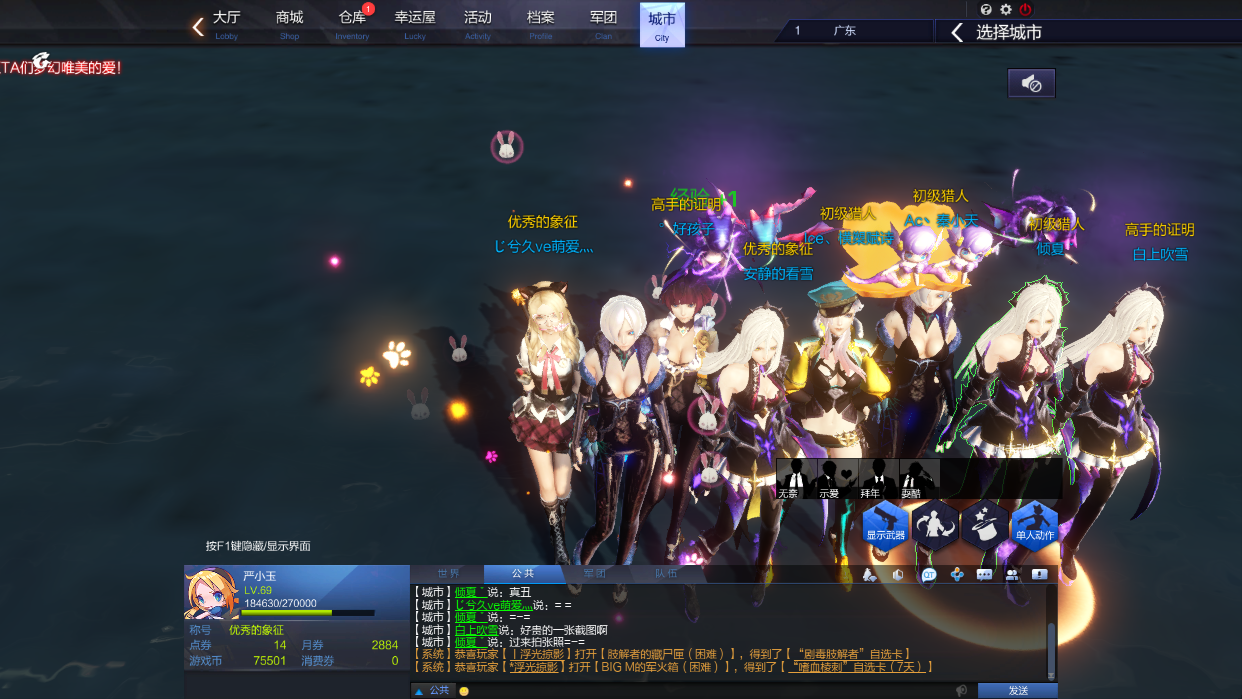 大厅 商城 仓库 1 幸运屋 活动 档案 军团 城市
Lobby Shop Inventory Lucky Activity Profile Clan City
1 广东 选择城市
TA们梦幻唯美的爱!
经验 1
初级猎人
高手的证明
初级猎人
优秀的象征
初级猎人
高手的证明
好孩子
じ兮久ve萌爱灬
优秀的象征
倾夏
白上吹雪
安静的看雪
无奈 示爱 拜年 耍酷
显示武器 单人动作
按F1键隐藏/显示界面
严小玉
LV.69
184630/270000
称号 优秀的象征
点券 14 月券 2884
游戏币 75501 消费券 0
世界 公共 军团 队伍
QT
【城市】倾夏゛说：真丑
【城市】じ兮久ve萌爱灬说：= =
【城市】倾夏゛说：=-=
【城市】白上吹雪说：好贵的一张截图啊
【城市】倾夏゛说：过来拍张照=-=
【系统】恭喜玩家【丨浮光掠影】打开【肢解者的藏尸匣（困难）】，得到了【“剧毒肢解者”自选卡】
【系统】恭喜玩家【*浮光掠影】打开【BIG M的军火箱（困难）】，得到了【“嗜血棱刺”自选卡（7天）】
公共 发送